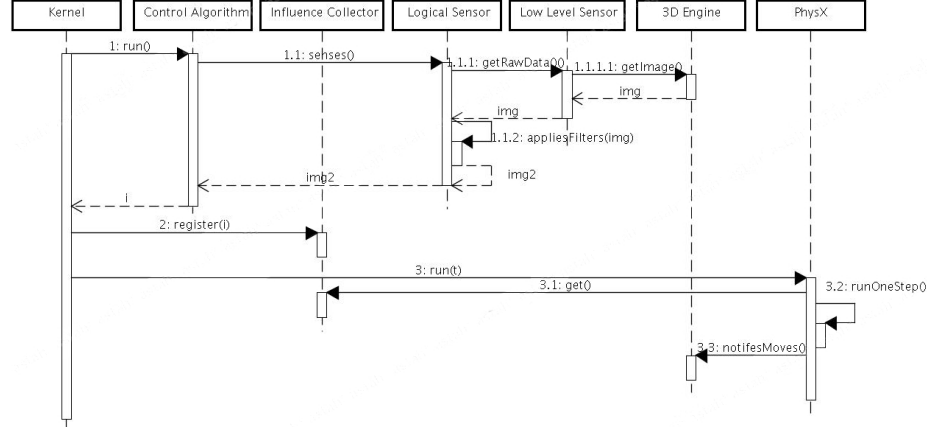 Kernel
Control Algorithm
Influence Collector
Logical Sensor
Low Level Sensor
3D Engine
PhysX
1: run()
1.1: senses()
1.1.1: getRawData()()
1.1.1.1: getImage()
img
img
1.1.2: appliesFilters(img)
img2
img2
i
2: register(i)
3: run(t)
3.1: get()
3.2: runOneStep()
3.3: notifesMoves()